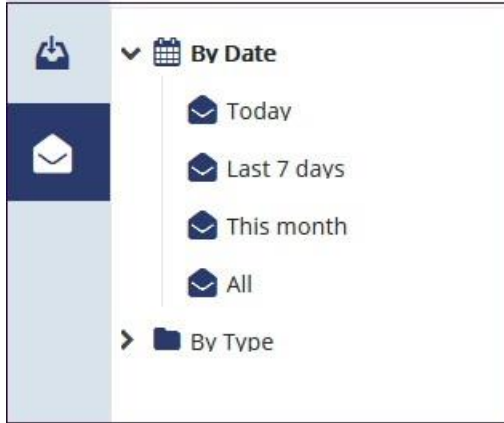 By Date
Today
Last 7 days
This month
All
By Type